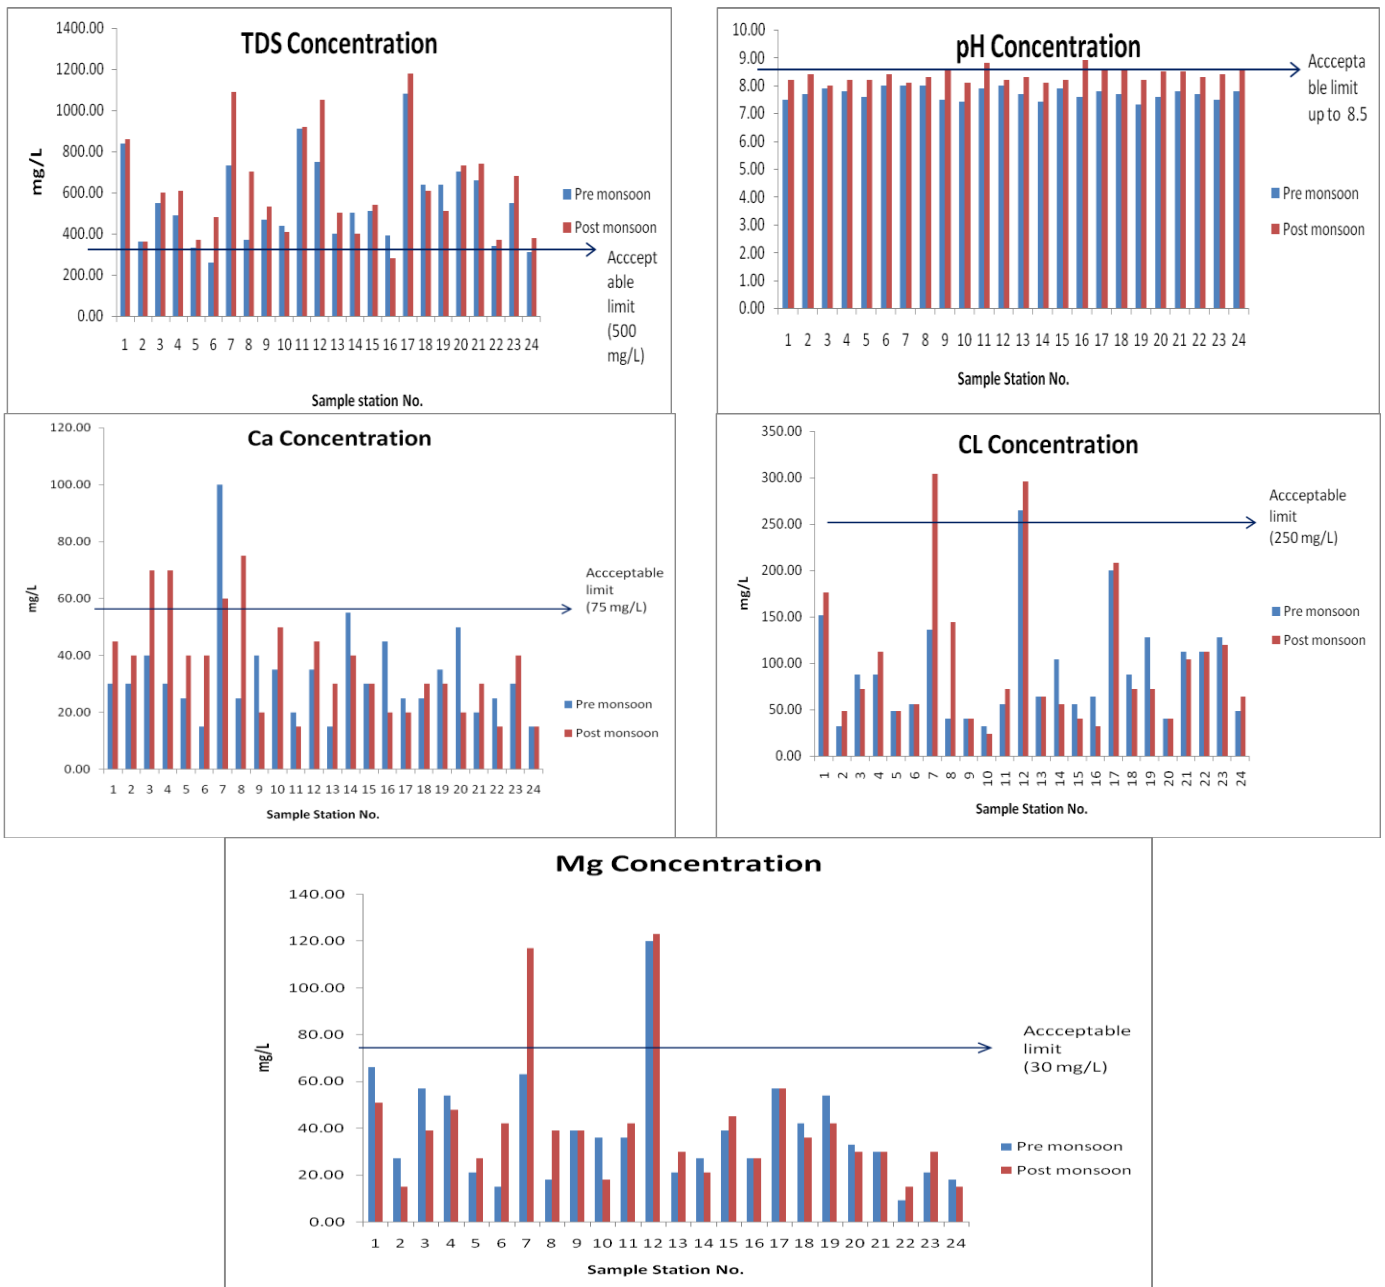 TDS Concentration
1400.00
1200.00
1000.00
800.00
600.00
400.00
200.00
0.00
mg/L
Pre monsoon
Post monsoon
Acccept
able
limit
(500
mg/L)
1 2 3 4 5 6 7 8 9 10 11 12 13 14 15 16 17 18 19 20 21 22 23 24
Sample station No.
pH Concentration
10.00
9.00
8.00
7.00
6.00
5.00
4.00
3.00
2.00
1.00
0.00
Acccepta
ble limit
up to 8.5
Pre monsoon
Post monsoon
1 2 3 4 5 6 7 8 9 10 11 12 13 14 15 16 17 18 19 20 21 22 23 24
Sample Station No.
Ca Concentration
120.00
100.00
80.00
60.00
40.00
20.00
0.00
mg/L
Accceptable
limit
(75 mg/L)
Pre monsoon
Post monsoon
1 2 3 4 5 6 7 8 9 10 11 12 13 14 15 16 17 18 19 20 21 22 23 24
Sample Station No.
CL Concentration
350.00
300.00
250.00
200.00
150.00
100.00
50.00
0.00
mg/L
Accceptable
limit
(250 mg/L)
Pre monsoon
Post monsoon
1 2 3 4 5 6 7 8 9 10 11 12 13 14 15 16 17 18 19 20 21 22 23 24
Sample Station No.
Mg Concentration
140.00
120.00
100.00
80.00
60.00
40.00
20.00
0.00
mg/L
Accceptable
limit
(30 mg/L)
Pre monsoon
Post monsoon
1 2 3 4 5 6 7 8 9 10 11 12 13 14 15 16 17 18 19 20 21 22 23 24
Sample Station No.